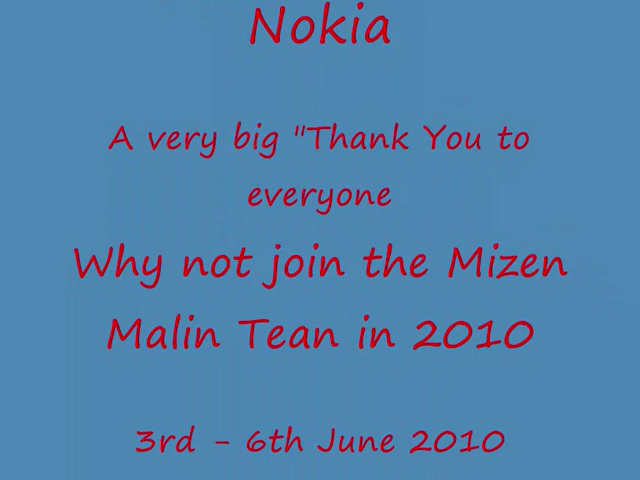 Nokia
A very big "Thank You to
everyone
Why not join the Mizen
Malin Tean in 2010
3rd - 6th June 2010